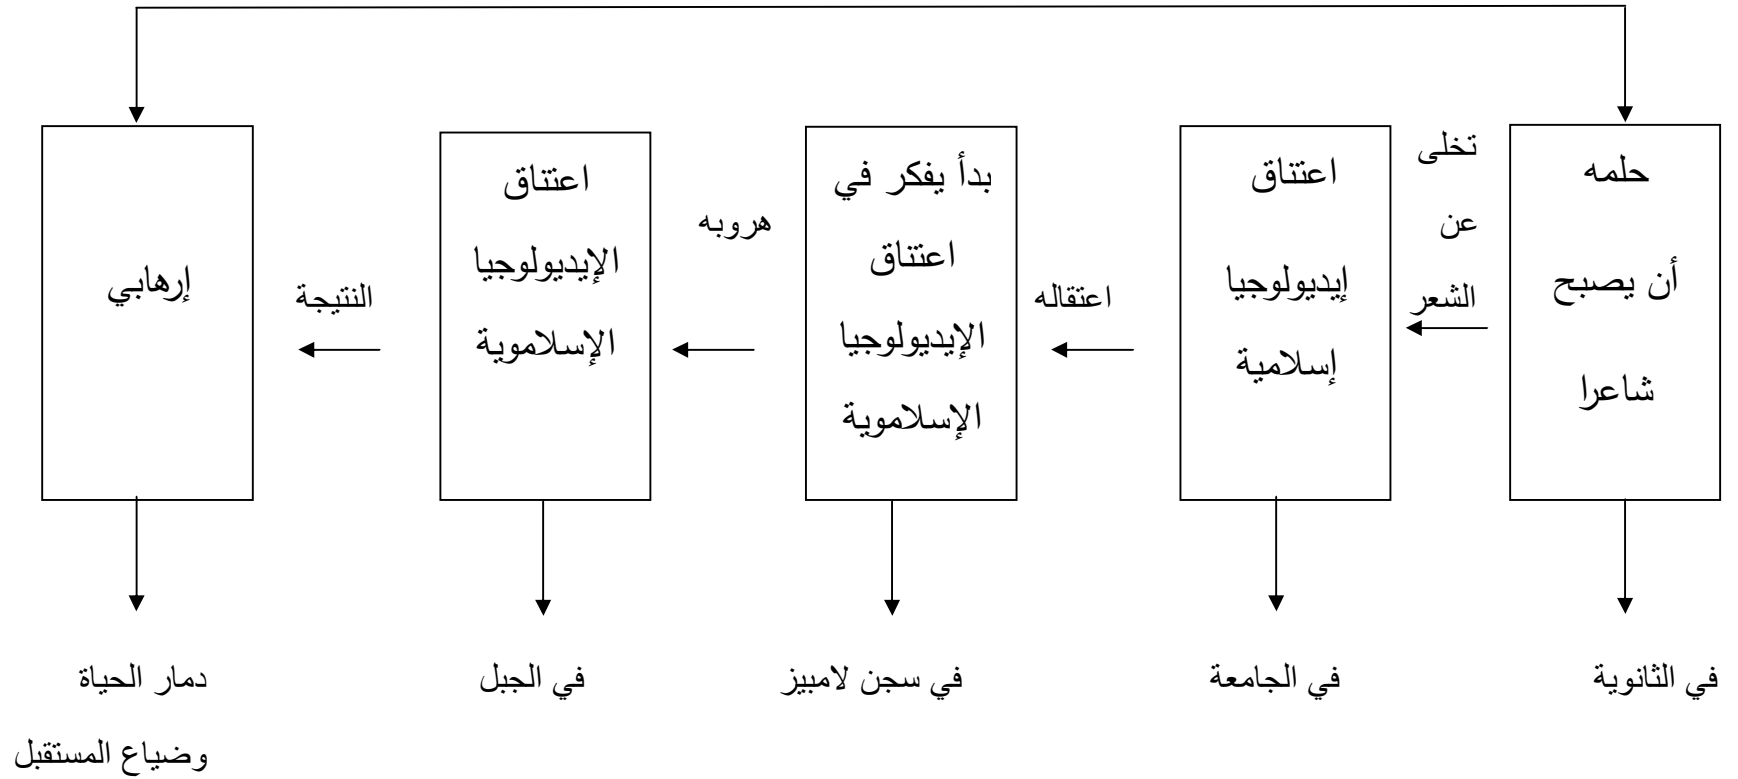 حلمه
أن يصبح
شاعرا
تخلى
عن
الشعر
اعتناق
إيديولوجيا
إسلامية
اعتقاله
بدأ يفكر في
اعتناق
الإيديولوجيا
الإسلاموية
هروبه
اعتناق
الإيديولوجيا
الإسلاموية
النتيجة
إرهابي
في الثانوية
في الجامعة
في سجن لامبيز
في الجبل
دمار الحياة
وضياع المستقبل